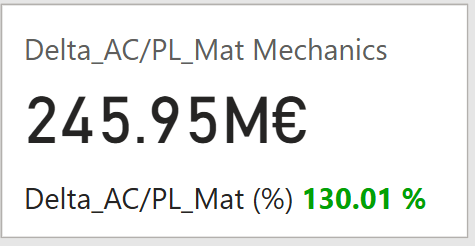 Delta_AC/PL_Mat Mechanics
245.95M€
Delta_AC/PL_Mat (%) 130.01 %